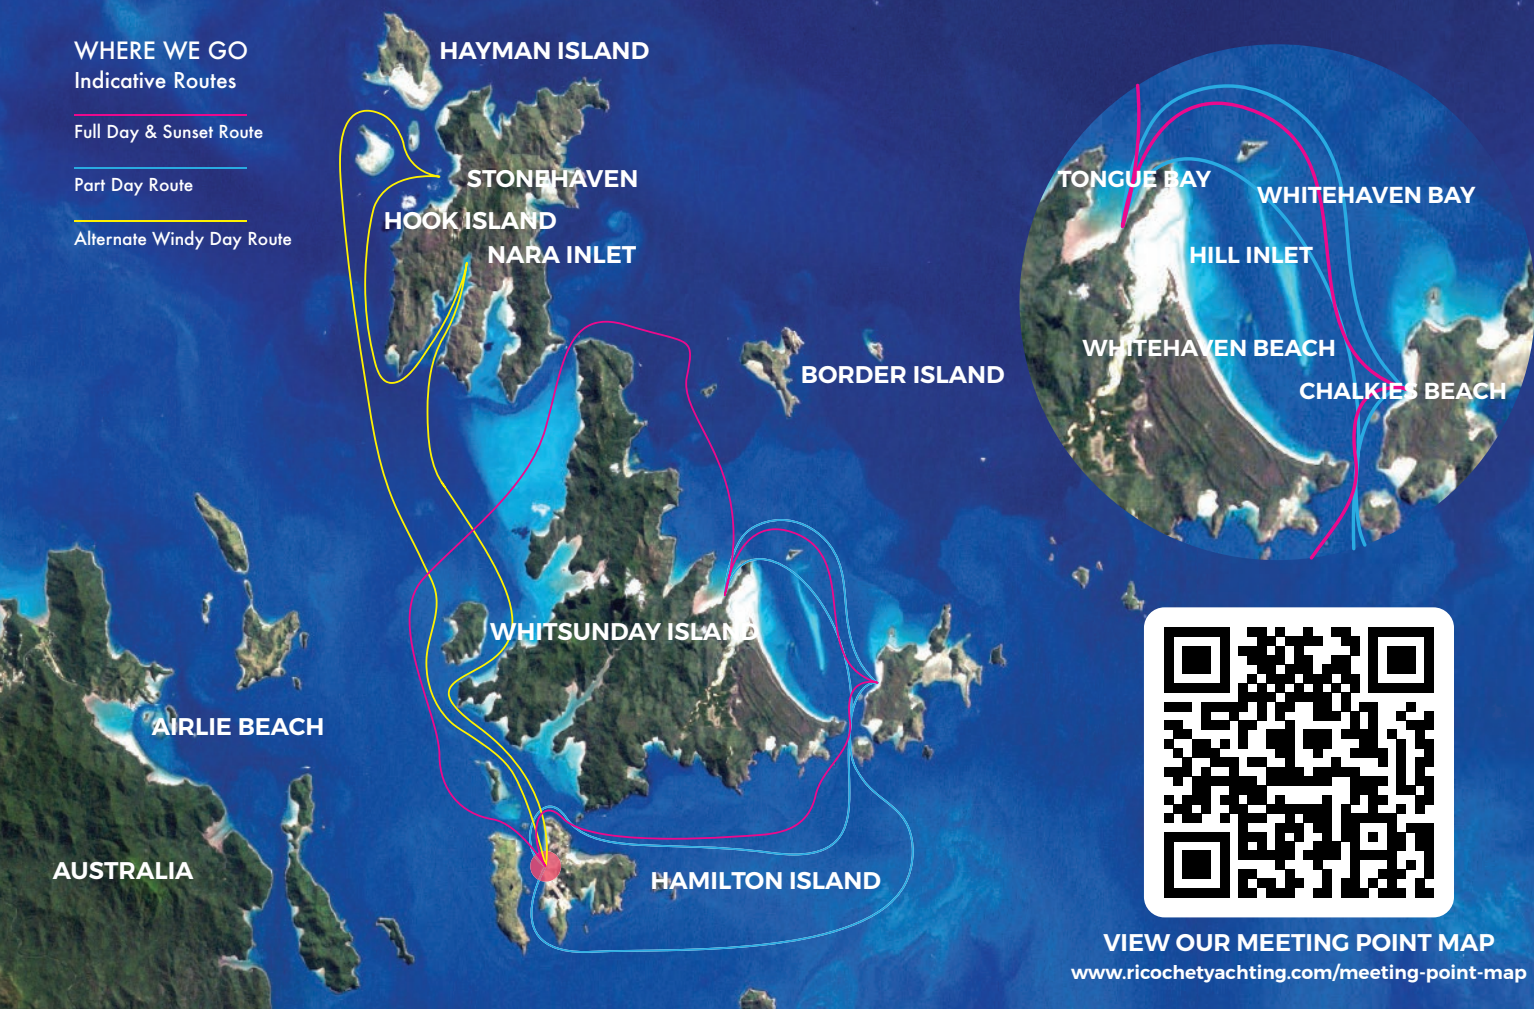 WHERE WE GO
Indicative Routes
Full Day & Sunset Route
Part Day Route
Alternate Windy Day Route
HAYMAN ISLAND
STONEHAVEN
HOOK ISLAND
NARA INLET
BORDER ISLAND
WHITSUNDAY ISLAND
AIRLIE BEACH
AUSTRALIA
HAMILTON ISLAND
TONGUE BAY
WHITEHAVEN BAY
HILL INLET
WHITEHAVEN BEACH
CHALKIES BEACH
VIEW OUR MEETING POINT MAP
www.ricochetyachting.com/meeting-point-map